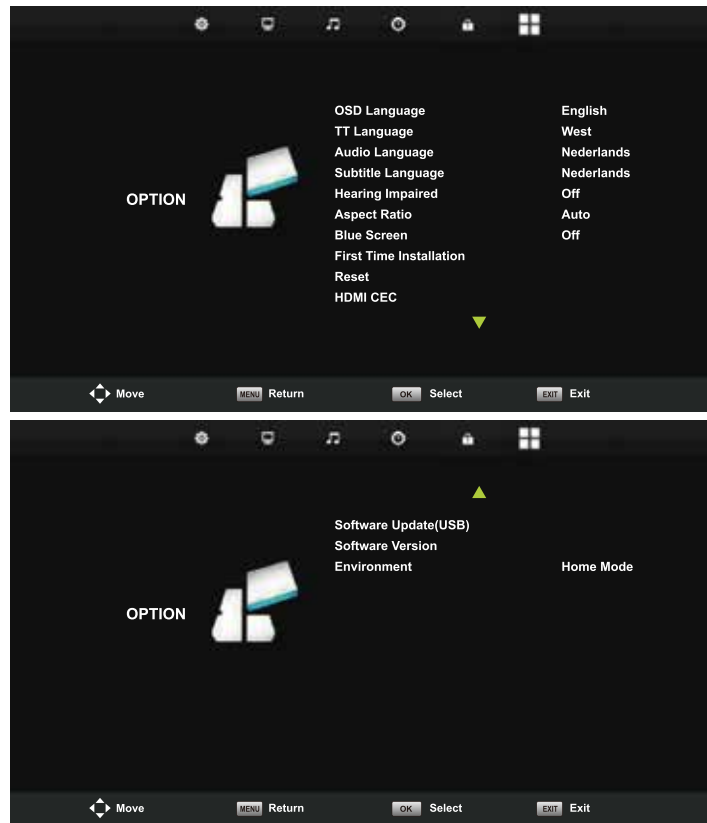 OPTION
OSD Language English
TT Language West
Audio Language Nederlands
Subtitle Language Nederlands
Hearing Impaired Off
Aspect Ratio Auto
Blue Screen Off
First Time Installation
Reset
HDMI CEC
Move MENU Return OK Select EXIT Exit
OPTION
Software Update(USB)
Software Version
Environment Home Mode
Move MENU Return OK Select EXIT Exit